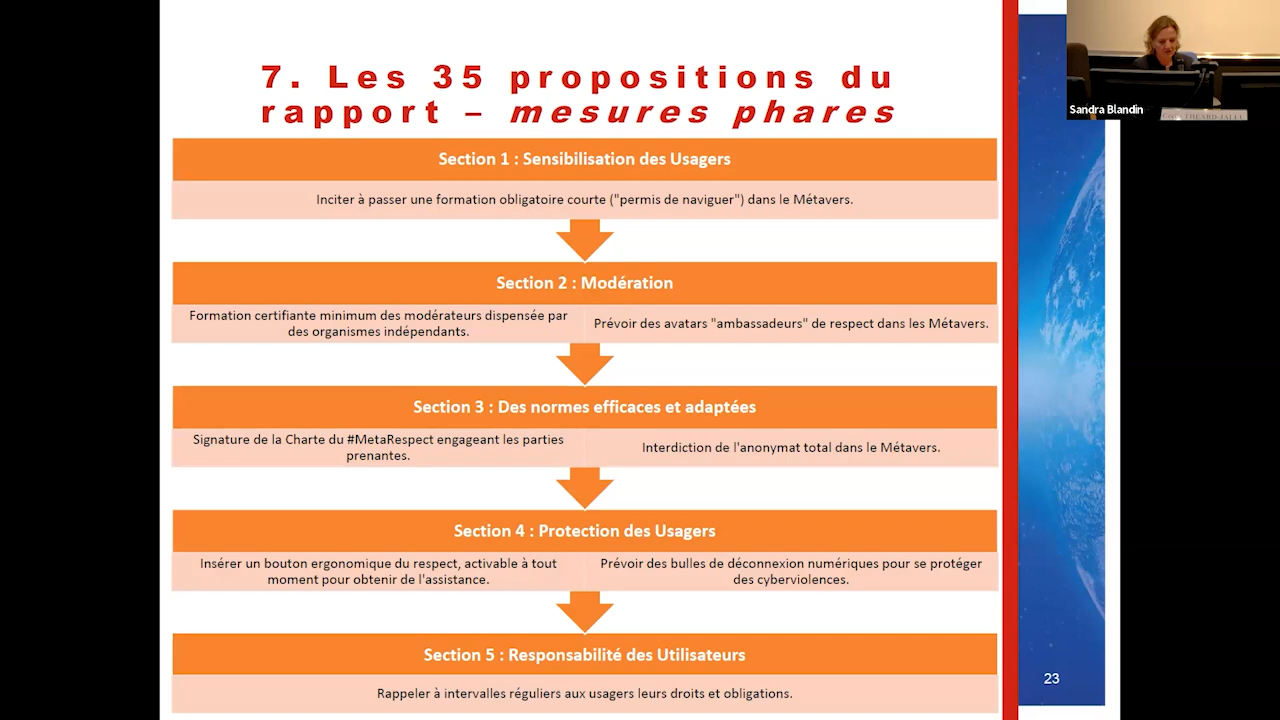 7. Les 35 propositions du
rapport – mesures phares
Section 1 : Sensibilisation des Usagers
Inciter à passer une formation obligatoire courte ("permis de naviguer") dans le Métavers.
Section 2 : Modération
Formation certifiante minimum des modérateurs dispensée par
des organismes indépendants.
Prévoir des avatars "ambassadeurs" de respect dans les Métavers.
Section 3 : Des normes efficaces et adaptées
Signature de la Charte du #MetaRespect engageant les parties
prenantes.
Interdiction de l'anonymat total dans le Métavers.
Section 4 : Protection des Usagers
Insérer un bouton ergonomique du respect, activable à tout
moment pour obtenir de l'assistance.
Prévoir des bulles de déconnexion numériques pour se protéger
des cyberviolences.
Section 5 : Responsabilité des Utilisateurs
Rappeler à intervalles réguliers aux usagers leurs droits et obligations.
23
Sandra Blandin